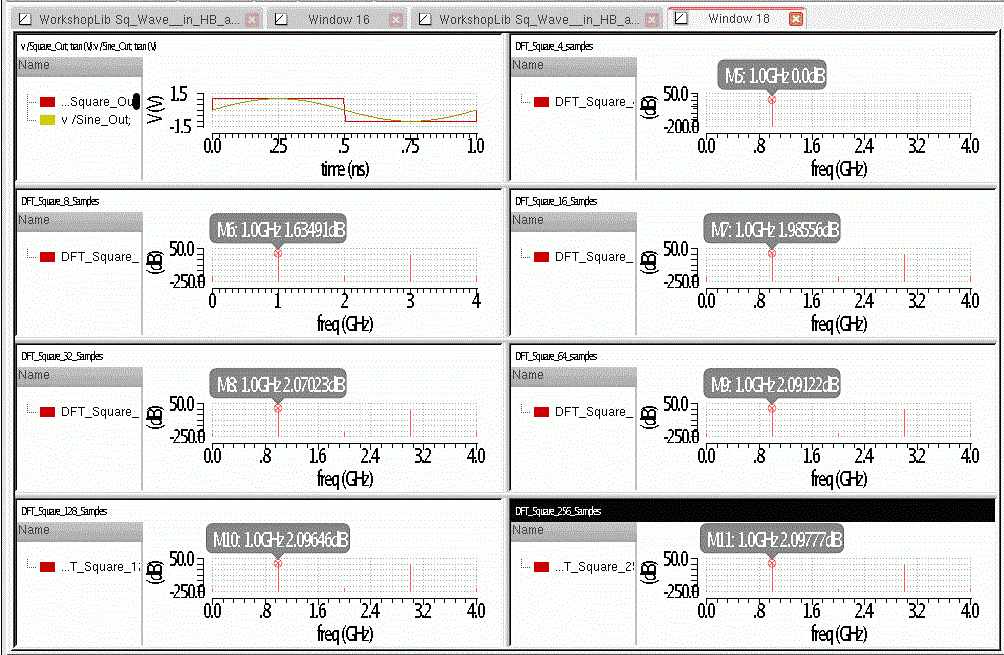 WorkshopLib Sq_Wave__in_HB_a...
Window 16
WorkshopLib Sq_Wave__in_HB_a...
Window 18
Name
...Square_Ou
v /Sine_Out;
V (V)
1.5
-1.5
0.0 .25 .5 .75 1.0
time (ns)
DFT_Square_4_samples
Name
DFT_Square_
M5: 1.0GHz 0.0dB
(dB)
50.0
-200.0
0.0 .8 1.6 2.4 3.2 4.0
freq (GHz)
DFT_Square_8_Samples
Name
DFT_Square_
M6: 1.0GHz 1.63491dB
(dB)
50.0
-250.0
0 1 2 3 4
freq (GHz)
DFT_Square_16_Samples
Name
DFT_Square_
M7: 1.0GHz 1.98556dB
(dB)
50.0
-250.0
0.0 .8 1.6 2.4 3.2 4.0
freq (GHz)
DFT_Square_32_Samples
Name
DFT_Square_
M8: 1.0GHz 2.07023dB
(dB)
50.0
-250.0
0.0 .8 1.6 2.4 3.2 4.0
freq (GHz)
DFT_Square_64_samples
Name
DFT_Square_
M9: 1.0GHz 2.09122dB
(dB)
50.0
-250.0
0.0 .8 1.6 2.4 3.2 4.0
freq (GHz)
DFT_Square_128_Samples
Name
...T_Square_12
M10: 1.0GHz 2.09646dB
(dB)
50.0
-250.0
0.0 .8 1.6 2.4 3.2 4.0
freq (GHz)
DFT_Square_256_Samples
Name
...T_Square_25
M11: 1.0GHz 2.09777dB
(dB)
50.0
-250.0
0.0 .8 1.6 2.4 3.2 4.0
freq (GHz)